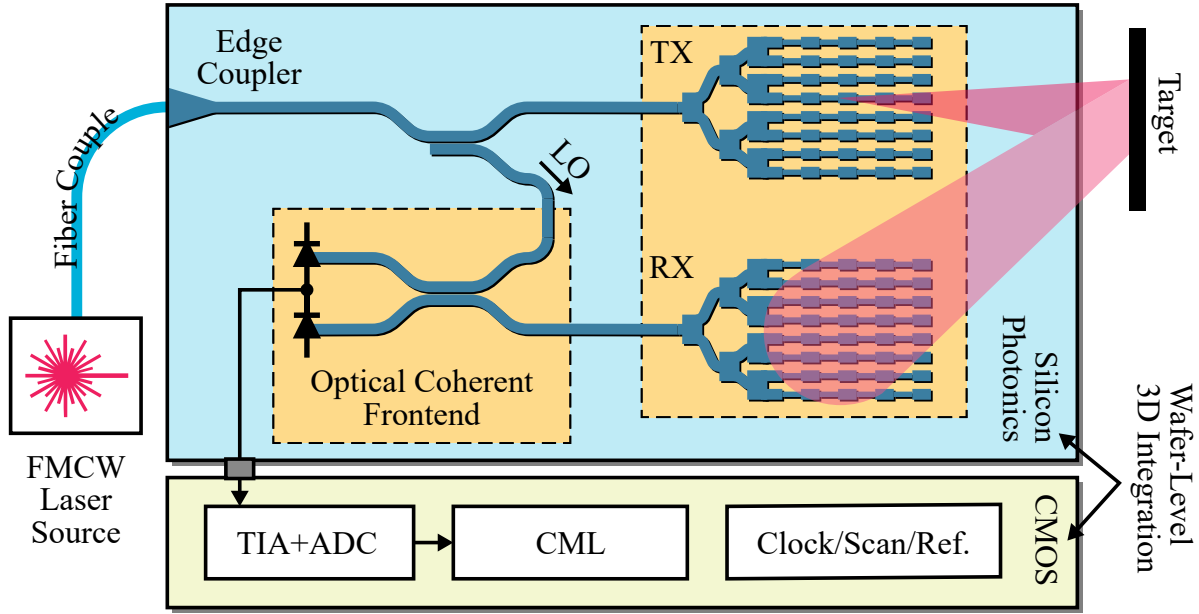 Edge
Coupler
TX
Target
Fiber Couple
LO
RX
Optical Coherent
Frontend
Silicon
Photonics
FMCW
Laser
Source
Wafer-Level
3D Integration
TIA+ADC
CML
Clock/Scan/Ref.
CMOS